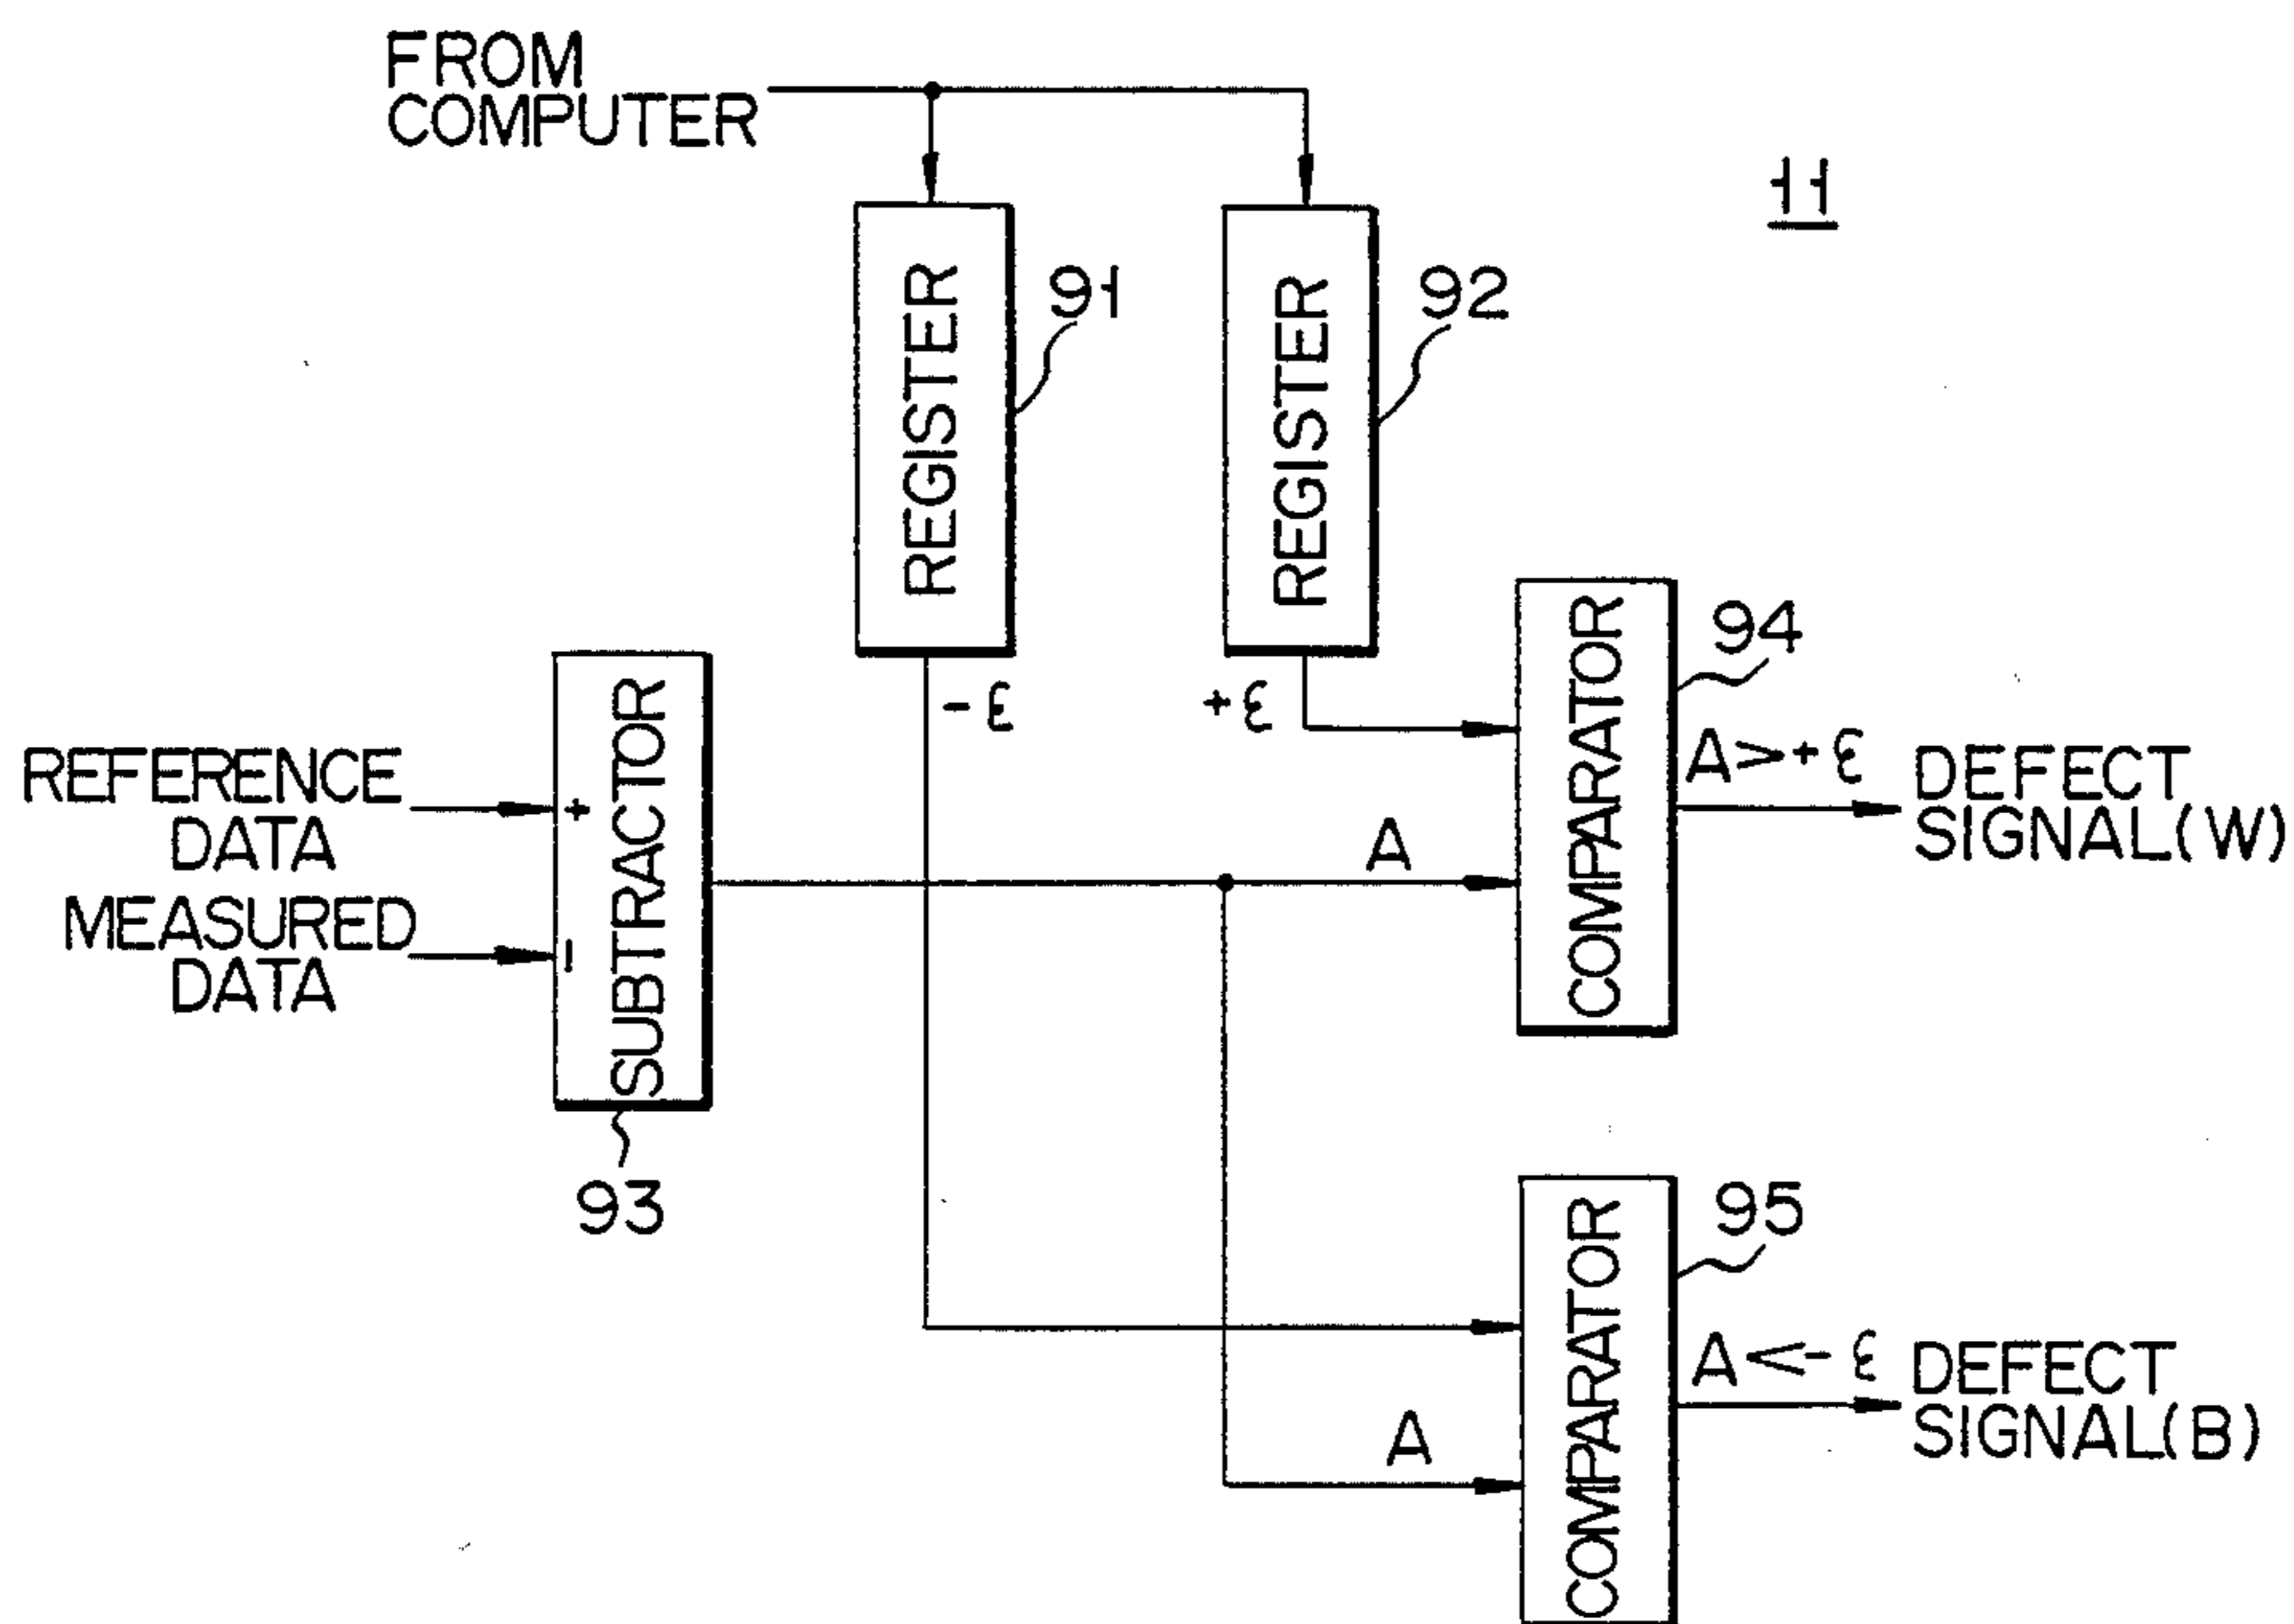 FROM
COMPUTER
11
REGISTER
91
REGISTER
92
-ε
+ε
REFERENCE
DATA
MEASURED
DATA
+
-
SUBTRACTOR
93
A
COMPARATOR
94
A>+ε
DEFECT
SIGNAL(W)
A
COMPARATOR
95
A<-ε
DEFECT
SIGNAL(B)